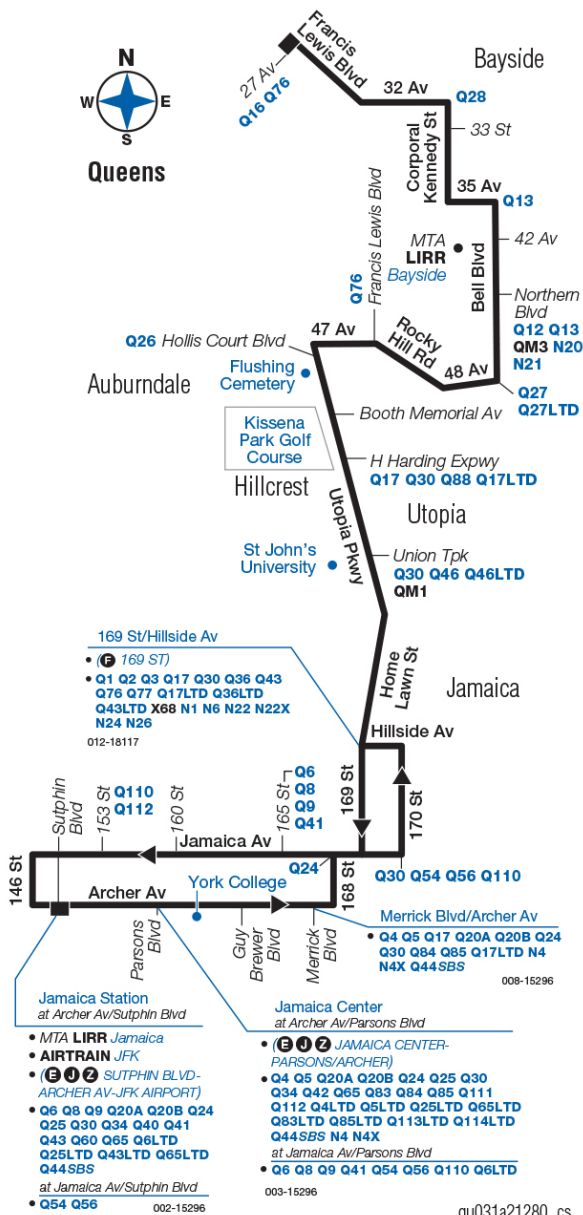 N
W
E
S
Queens
Francis
Lewis Blvd
27 Av
Q16 Q76
Bayside
32 Av
Q28
33 St
Corporal
Kennedy St
35 Av
Q13
42 Av
MTA
LIRR
Bayside
Bell Blvd
Northern
Blvd
Q12 Q13
QM3 N20
N21
Q76
Francis Lewis Blvd
Q26 Hollis Court Blvd
47 Av
Rocky
Hill Rd
48 Av
Q27
Q27LTD
Auburndale
Flushing
Cemetery
Booth Memorial Av
Kissena
Park Golf
Course
H Harding Expwy
Q17 Q30 Q88 Q17LTD
Hillcrest
Utopia Pkwy
Utopia
St John's
University
Union Tpk
Q30 Q46 Q46LTD
QM1
169 St/Hillside Av
• (F 169 ST)
• Q1 Q2 Q3 Q17 Q30 Q36 Q43
Q76 Q77 Q17LTD Q36LTD
Q43LTD X68 N1 N6 N22 N22X
N24 N26
012-18117
Home
Lawn St
Jamaica
Hillside Av
169 St
170 St
Sutphin
Blvd
153 St
Q110
Q112
160 St
165 St
Q6
Q8
Q9
Q41
Jamaica Av
Q24
Q30 Q54 Q56 Q110
146 St
Archer Av
York College
168 St
Parsons
Blvd
Guy
Brewer
Blvd
Merrick
Blvd
Merrick Blvd/Archer Av
• Q4 Q5 Q17 Q20A Q20B Q24
Q30 Q84 Q85 Q17LTD N4
N4X Q44SBS
008-15296
Jamaica Station
at Archer Av/Sutphin Blvd
• MTA LIRR Jamaica
• AIRTRAIN JFK
• (E J Z SUTPHIN BLVD-
ARCHER AV-JFK AIRPORT)
• Q6 Q8 Q9 Q20A Q20B Q24
Q25 Q30 Q34 Q40 Q41
Q43 Q60 Q65 Q6LTD
Q25LTD Q43LTD Q65LTD
Q44SBS
at Jamaica Av/Sutphin Blvd
• Q54 Q56
002-15296
Jamaica Center
at Archer Av/Parsons Blvd
• (E J Z JAMAICA CENTER-
PARSONS/ARCHER)
• Q4 Q5 Q20A Q20B Q24 Q25 Q30
Q34 Q42 Q65 Q83 Q84 Q85 Q111
Q112 Q4LTD Q5LTD Q25LTD Q65LTD
Q83LTD Q85LTD Q113LTD Q114LTD
Q44SBS N4 N4X
at Jamaica Av/Parsons Blvd
• Q6 Q8 Q9 Q41 Q54 Q56 Q110 Q6LTD
003-15296
qu031a21280_cs